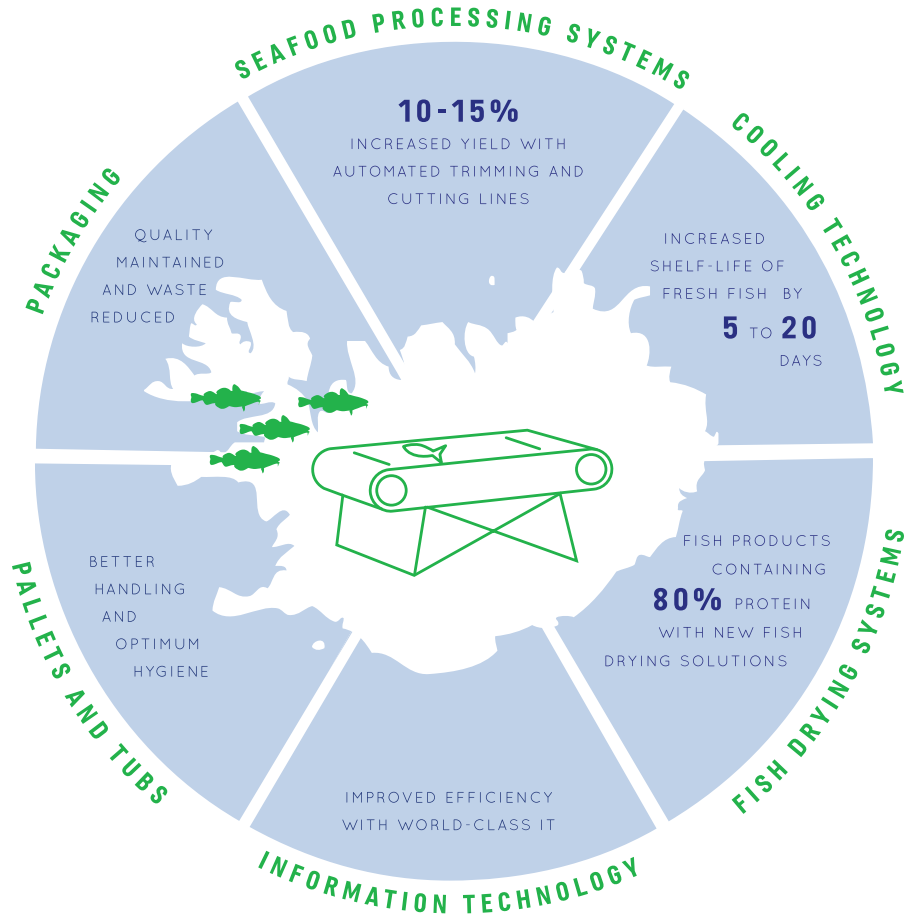 SEAFOOD PROCESSING SYSTEMS
10-15%
INCREASED YIELD WITH
AUTOMATED TRIMMING AND
CUTTING LINES
COOLING TECHNOLOGY
INCREASED
SHELF-LIFE OF
FRESH FISH BY
5 TO 20
DAYS
FISH DRYING SYSTEMS
FISH PRODUCTS
CONTAINING
80% PROTEIN
WITH NEW FISH
DRYING SOLUTIONS
INFORMATION TECHNOLOGY
IMPROVED EFFICIENCY
WITH WORLD-CLASS IT
PALLETS AND TUBS
BETTER
HANDLING
AND
OPTIMUM
HYGIENE
PACKAGING
QUALITY
MAINTAINED
AND WASTE
REDUCED